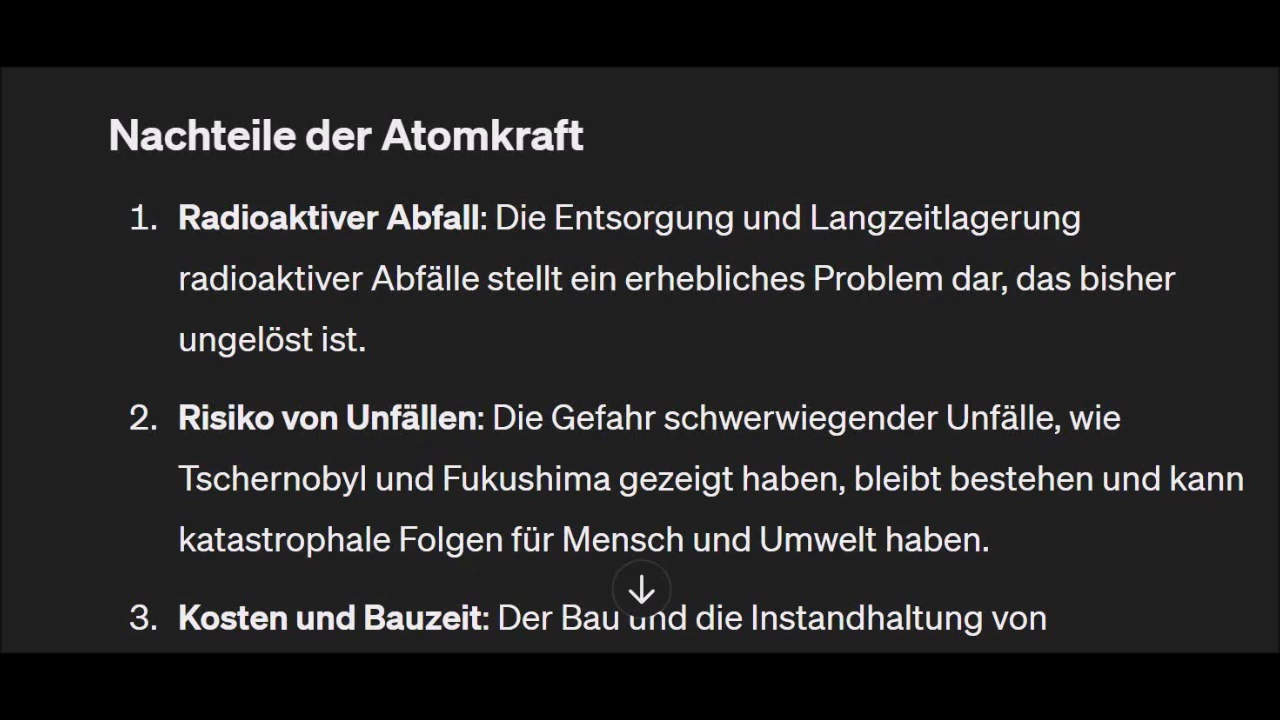 Nachteile der Atomkraft
1. Radioaktiver Abfall: Die Entsorgung und Langzeitlagerung
radioaktiver Abfälle stellt ein erhebliches Problem dar, das bisher
ungelöst ist.
2. Risiko von Unfällen: Die Gefahr schwerwiegender Unfälle, wie
Tschernobyl und Fukushima gezeigt haben, bleibt bestehen und kann
katastrophale Folgen für Mensch und Umwelt haben.
3. Kosten und Bauzeit: Der Bau und die Instandhaltung von